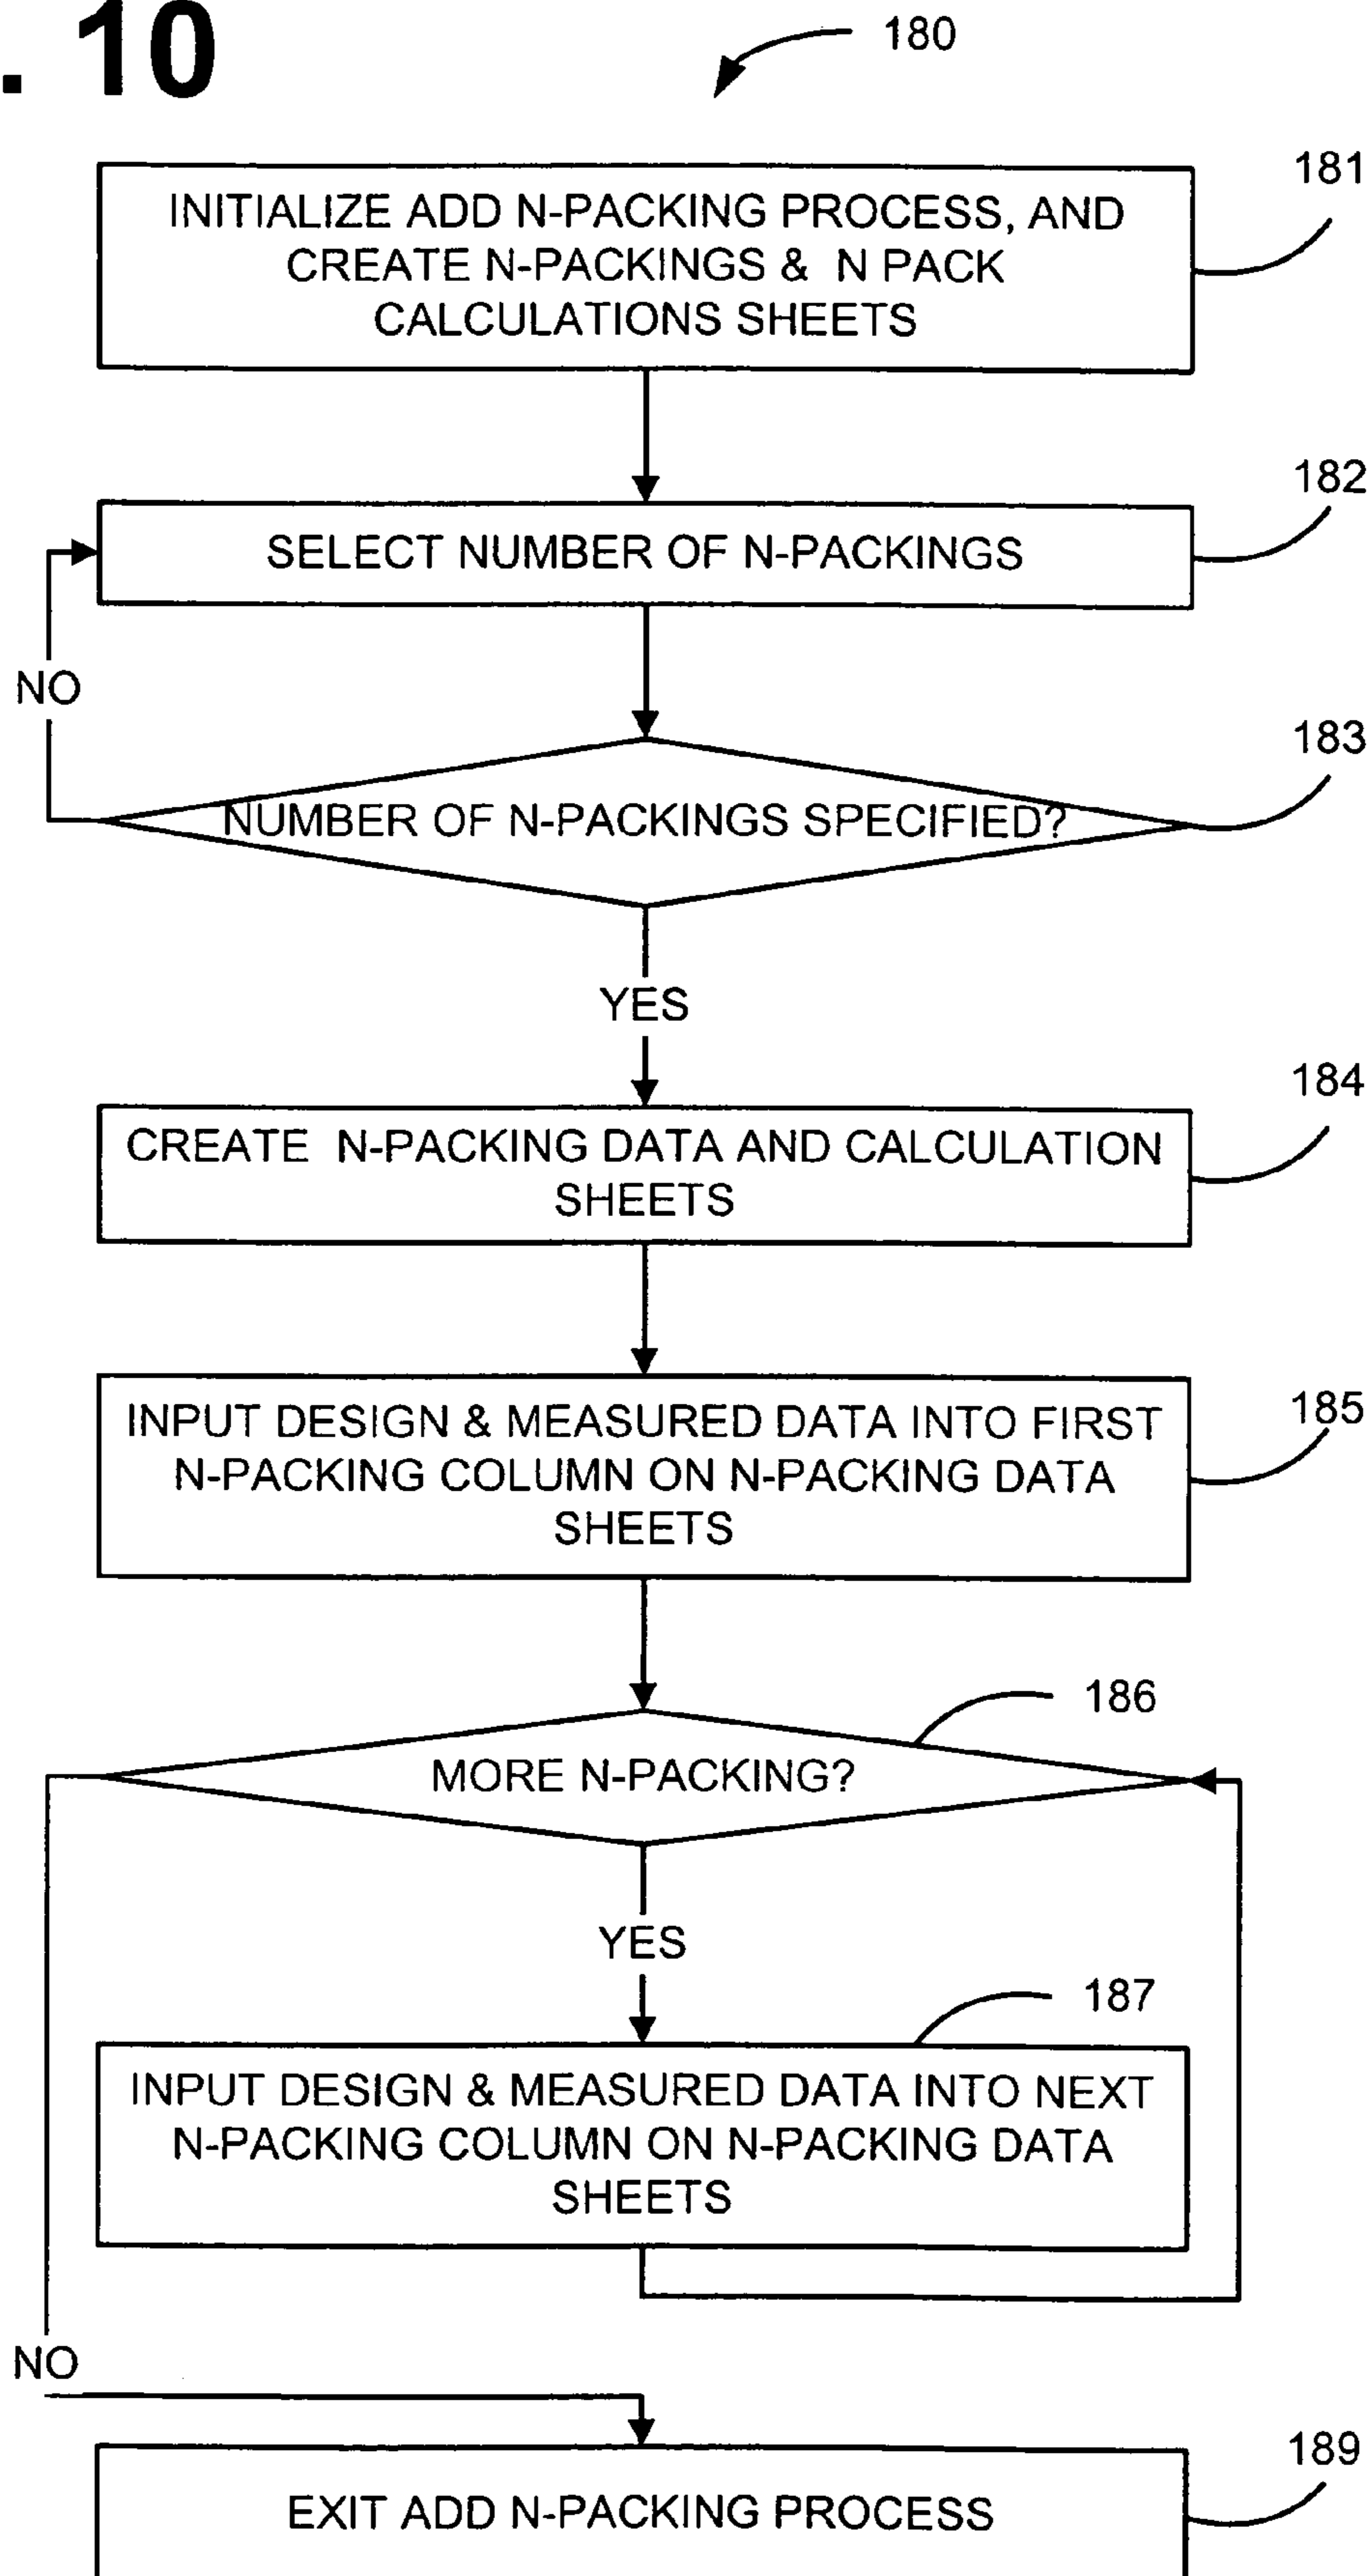 . 10
180
INITIALIZE ADD N-PACKING PROCESS, AND
CREATE N-PACKINGS & N PACK
CALCULATIONS SHEETS
181
SELECT NUMBER OF N-PACKINGS
182
NO
NUMBER OF N-PACKINGS SPECIFIED?
183
YES
CREATE N-PACKING DATA AND CALCULATION
SHEETS
184
INPUT DESIGN & MEASURED DATA INTO FIRST
N-PACKING COLUMN ON N-PACKING DATA
SHEETS
185
MORE N-PACKING?
186
YES
187
INPUT DESIGN & MEASURED DATA INTO NEXT
N-PACKING COLUMN ON N-PACKING DATA
SHEETS
NO
EXIT ADD N-PACKING PROCESS
189